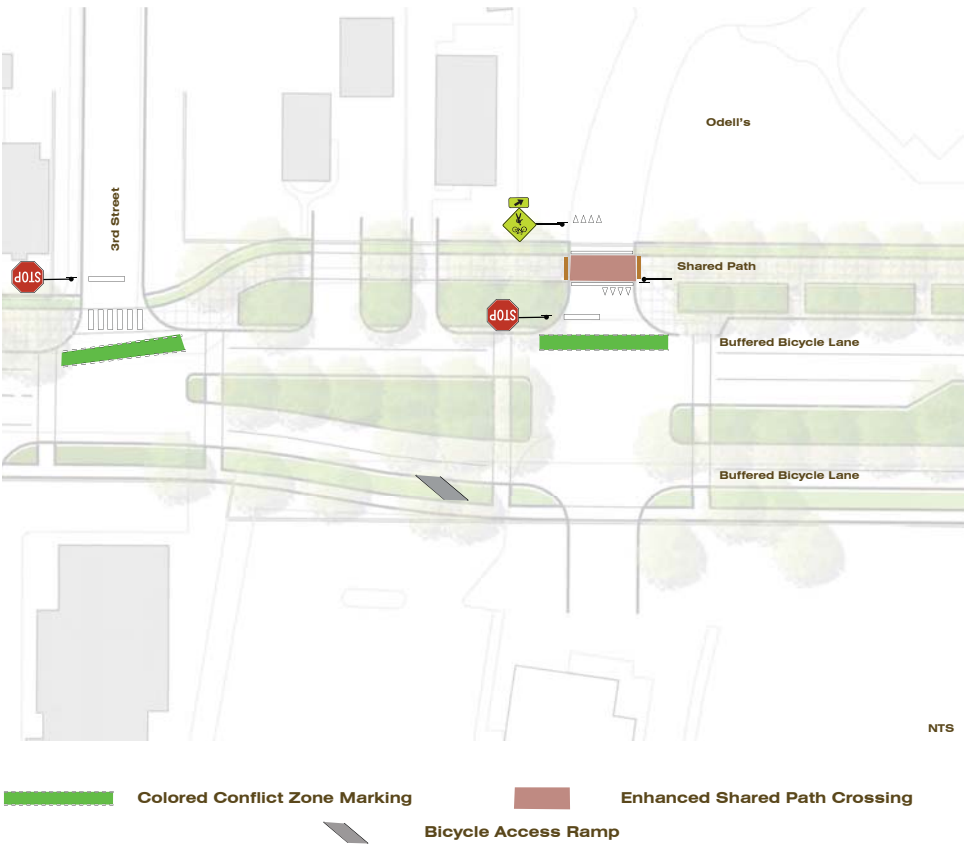 Odell's
3rd Street
STOP
Shared Path
STOP
Buffered Bicycle Lane
Buffered Bicycle Lane
NTS
Colored Conflict Zone Marking
Enhanced Shared Path Crossing
Bicycle Access Ramp